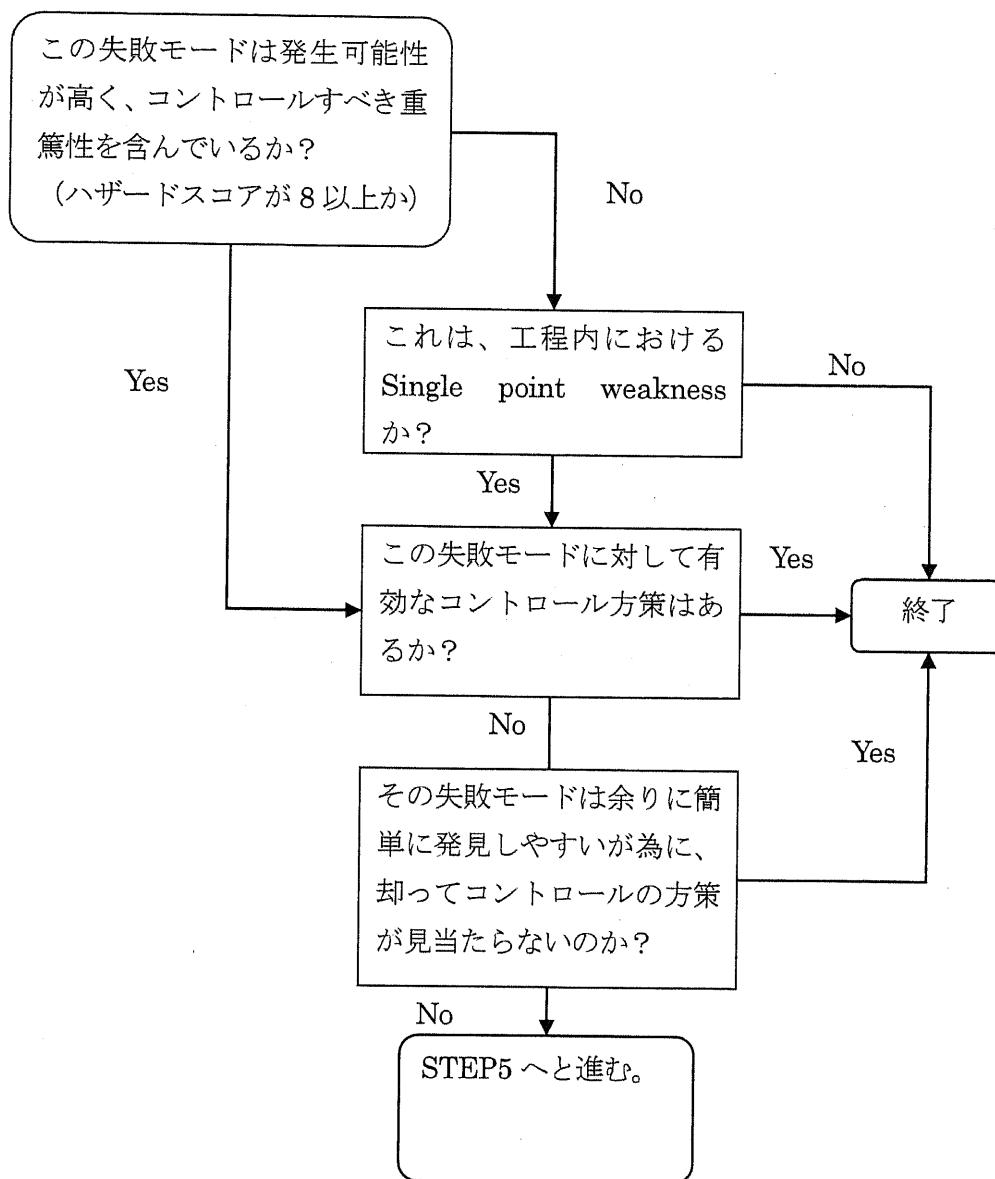 この失敗モードは発生可能性
が高く、コントロールすべき重
篤性を含んでいるか？
（ハザードスコアが８以上か）
No
Yes
これは、工程内における
Single point weakness
か？
No
Yes
この失敗モードに対して有
効なコントロール方策はあ
るか？
Yes
終了
No
Yes
その失敗モードは余りに簡
単に発見しやすいが為に、
却ってコントロールの方策
が見当たらないのか？
No
STEP5 へと進む。